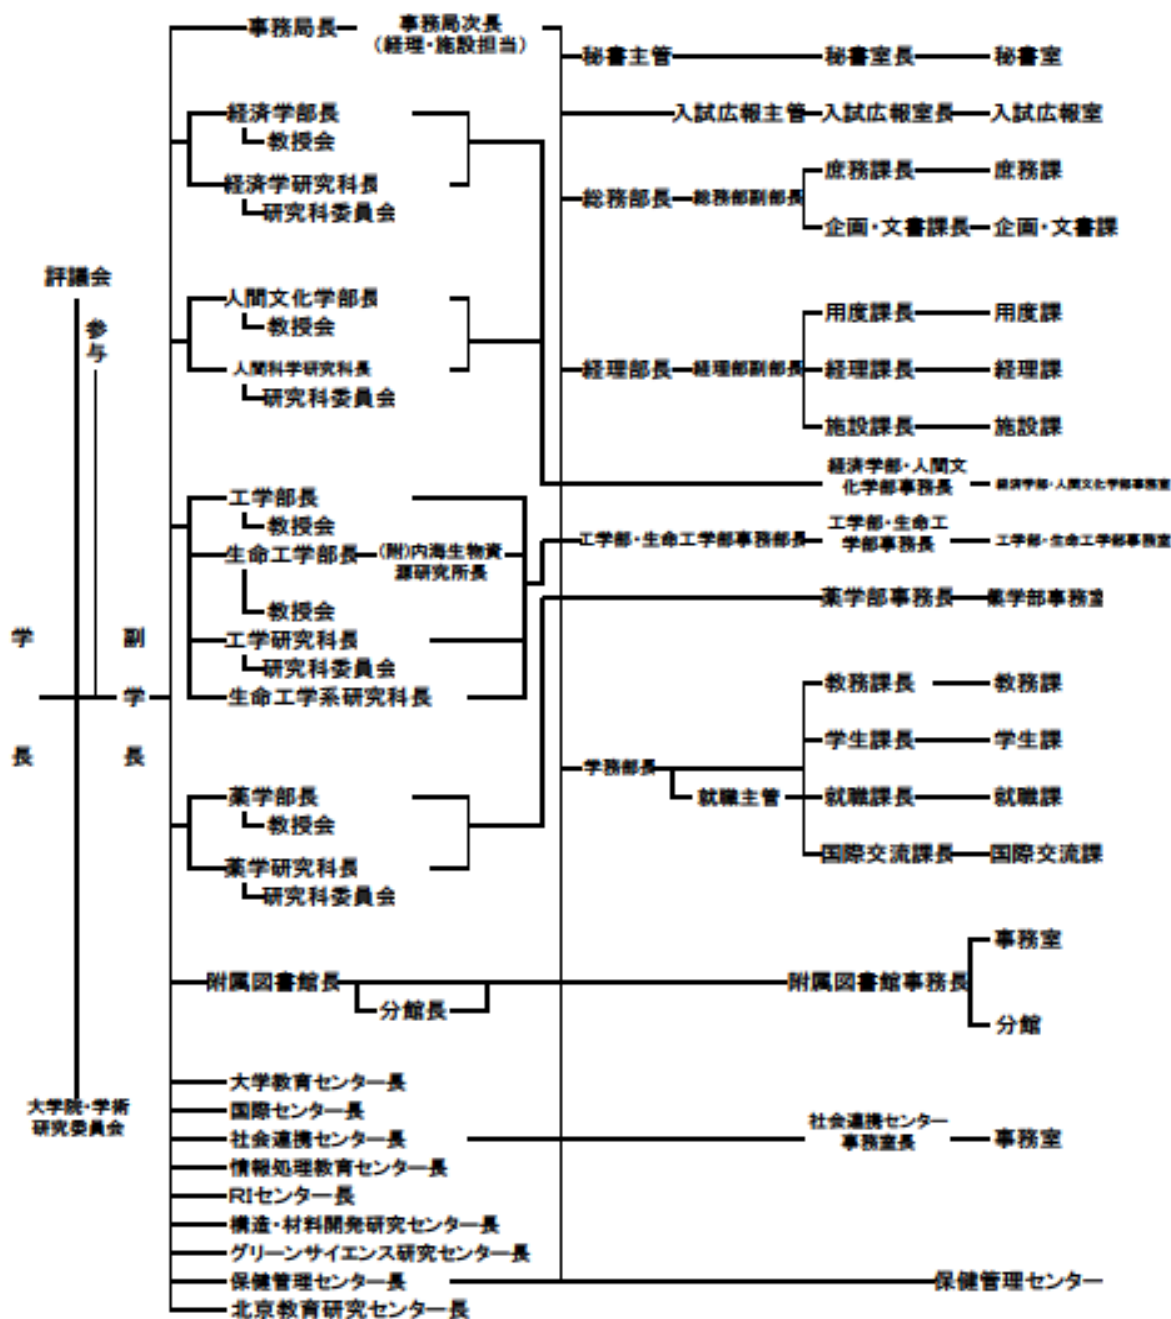 事務局長
事務局次長
(経理・施設担当)
秘書主管
秘書室長
秘書室
経済学部長
入試広報主管
入試広報室長
入試広報室
教授会
庶務課長
庶務課
経済学研究科長
総務部長
総務部副部長
研究科委員会
企画・文書課長
企画・文書課
評議会
人間文化学部長
用度課長
用度課
参与
教授会
人間科学研究科長
経理部長
経理部副部長
経理課長
経理課
研究科委員会
施設課長
施設課
経済学部・人間文
化学部事務長
経済学部・人間文化学部事務室
工学部長
教授会
生命工学部長
(附)内海生物資
源研究所長
工学部・生命工学部事務部長
工学部・生命工
学部事務長
工学部・生命工学部事務室
教授会
薬学部事務長
薬学部事務室
学長
副学長
工学研究科長
研究科委員会
生命工学系研究科長
教務課長
教務課
学生課長
学生課
学務部長
薬学部長
就職主管
就職課長
就職課
教授会
国際交流課長
国際交流課
薬学研究科長
研究科委員会
事務室
附属図書館長
附属図書館事務長
分館長
分館
大学教育センター長
大学院・学術
研究委員会
国際センター長
社会連携センター長
社会連携センター
事務室長
事務室
情報処理教育センター長
RIセンター長
構造・材料開発研究センター長
グリーンサイエンス研究センター長
保健管理センター長
保健管理センター
北京教育研究センター長